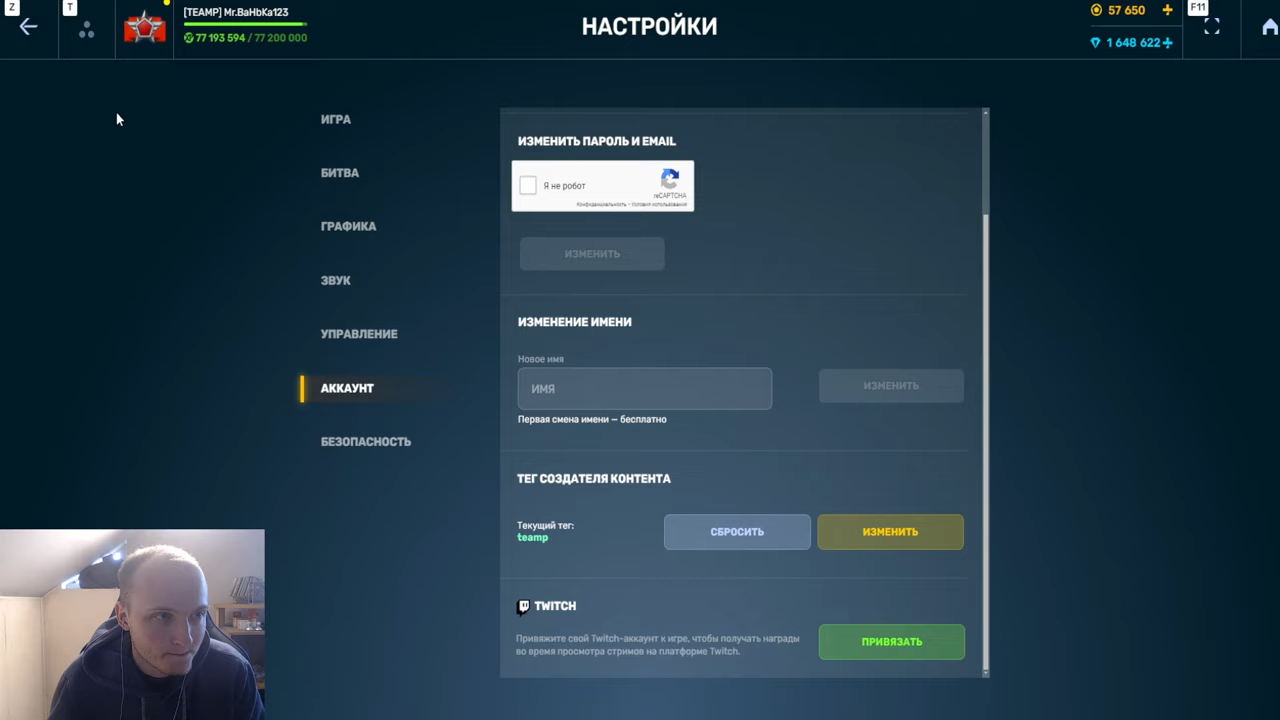 Z
T
[TEAMP] Mr.BaHbKa123
77 193 594 / 77 200 000
НАСТРОЙКИ
57 650 +
1 648 622 +
F11
ИГРА
БИТВА
ГРАФИКА
ЗВУК
УПРАВЛЕНИЕ
АККАУНТ
БЕЗОПАСНОСТЬ
ИЗМЕНИТЬ ПАРОЛЬ И EMAIL
Я не робот
reCAPTCHA
Конфиденциальность - Условия использования
ИЗМЕНИТЬ
ИЗМЕНЕНИЕ ИМЕНИ
Новое имя
ИМЯ
ИЗМЕНИТЬ
Первая смена имени — бесплатно
ТЕГ СОЗДАТЕЛЯ КОНТЕНТА
Текущий тег:
teamp
СБРОСИТЬ
ИЗМЕНИТЬ
TWITCH
Привяжите свой Twitch-аккаунт к игре, чтобы получать награды
во время просмотра стримов на платформе Twitch.
ПРИВЯЗАТЬ